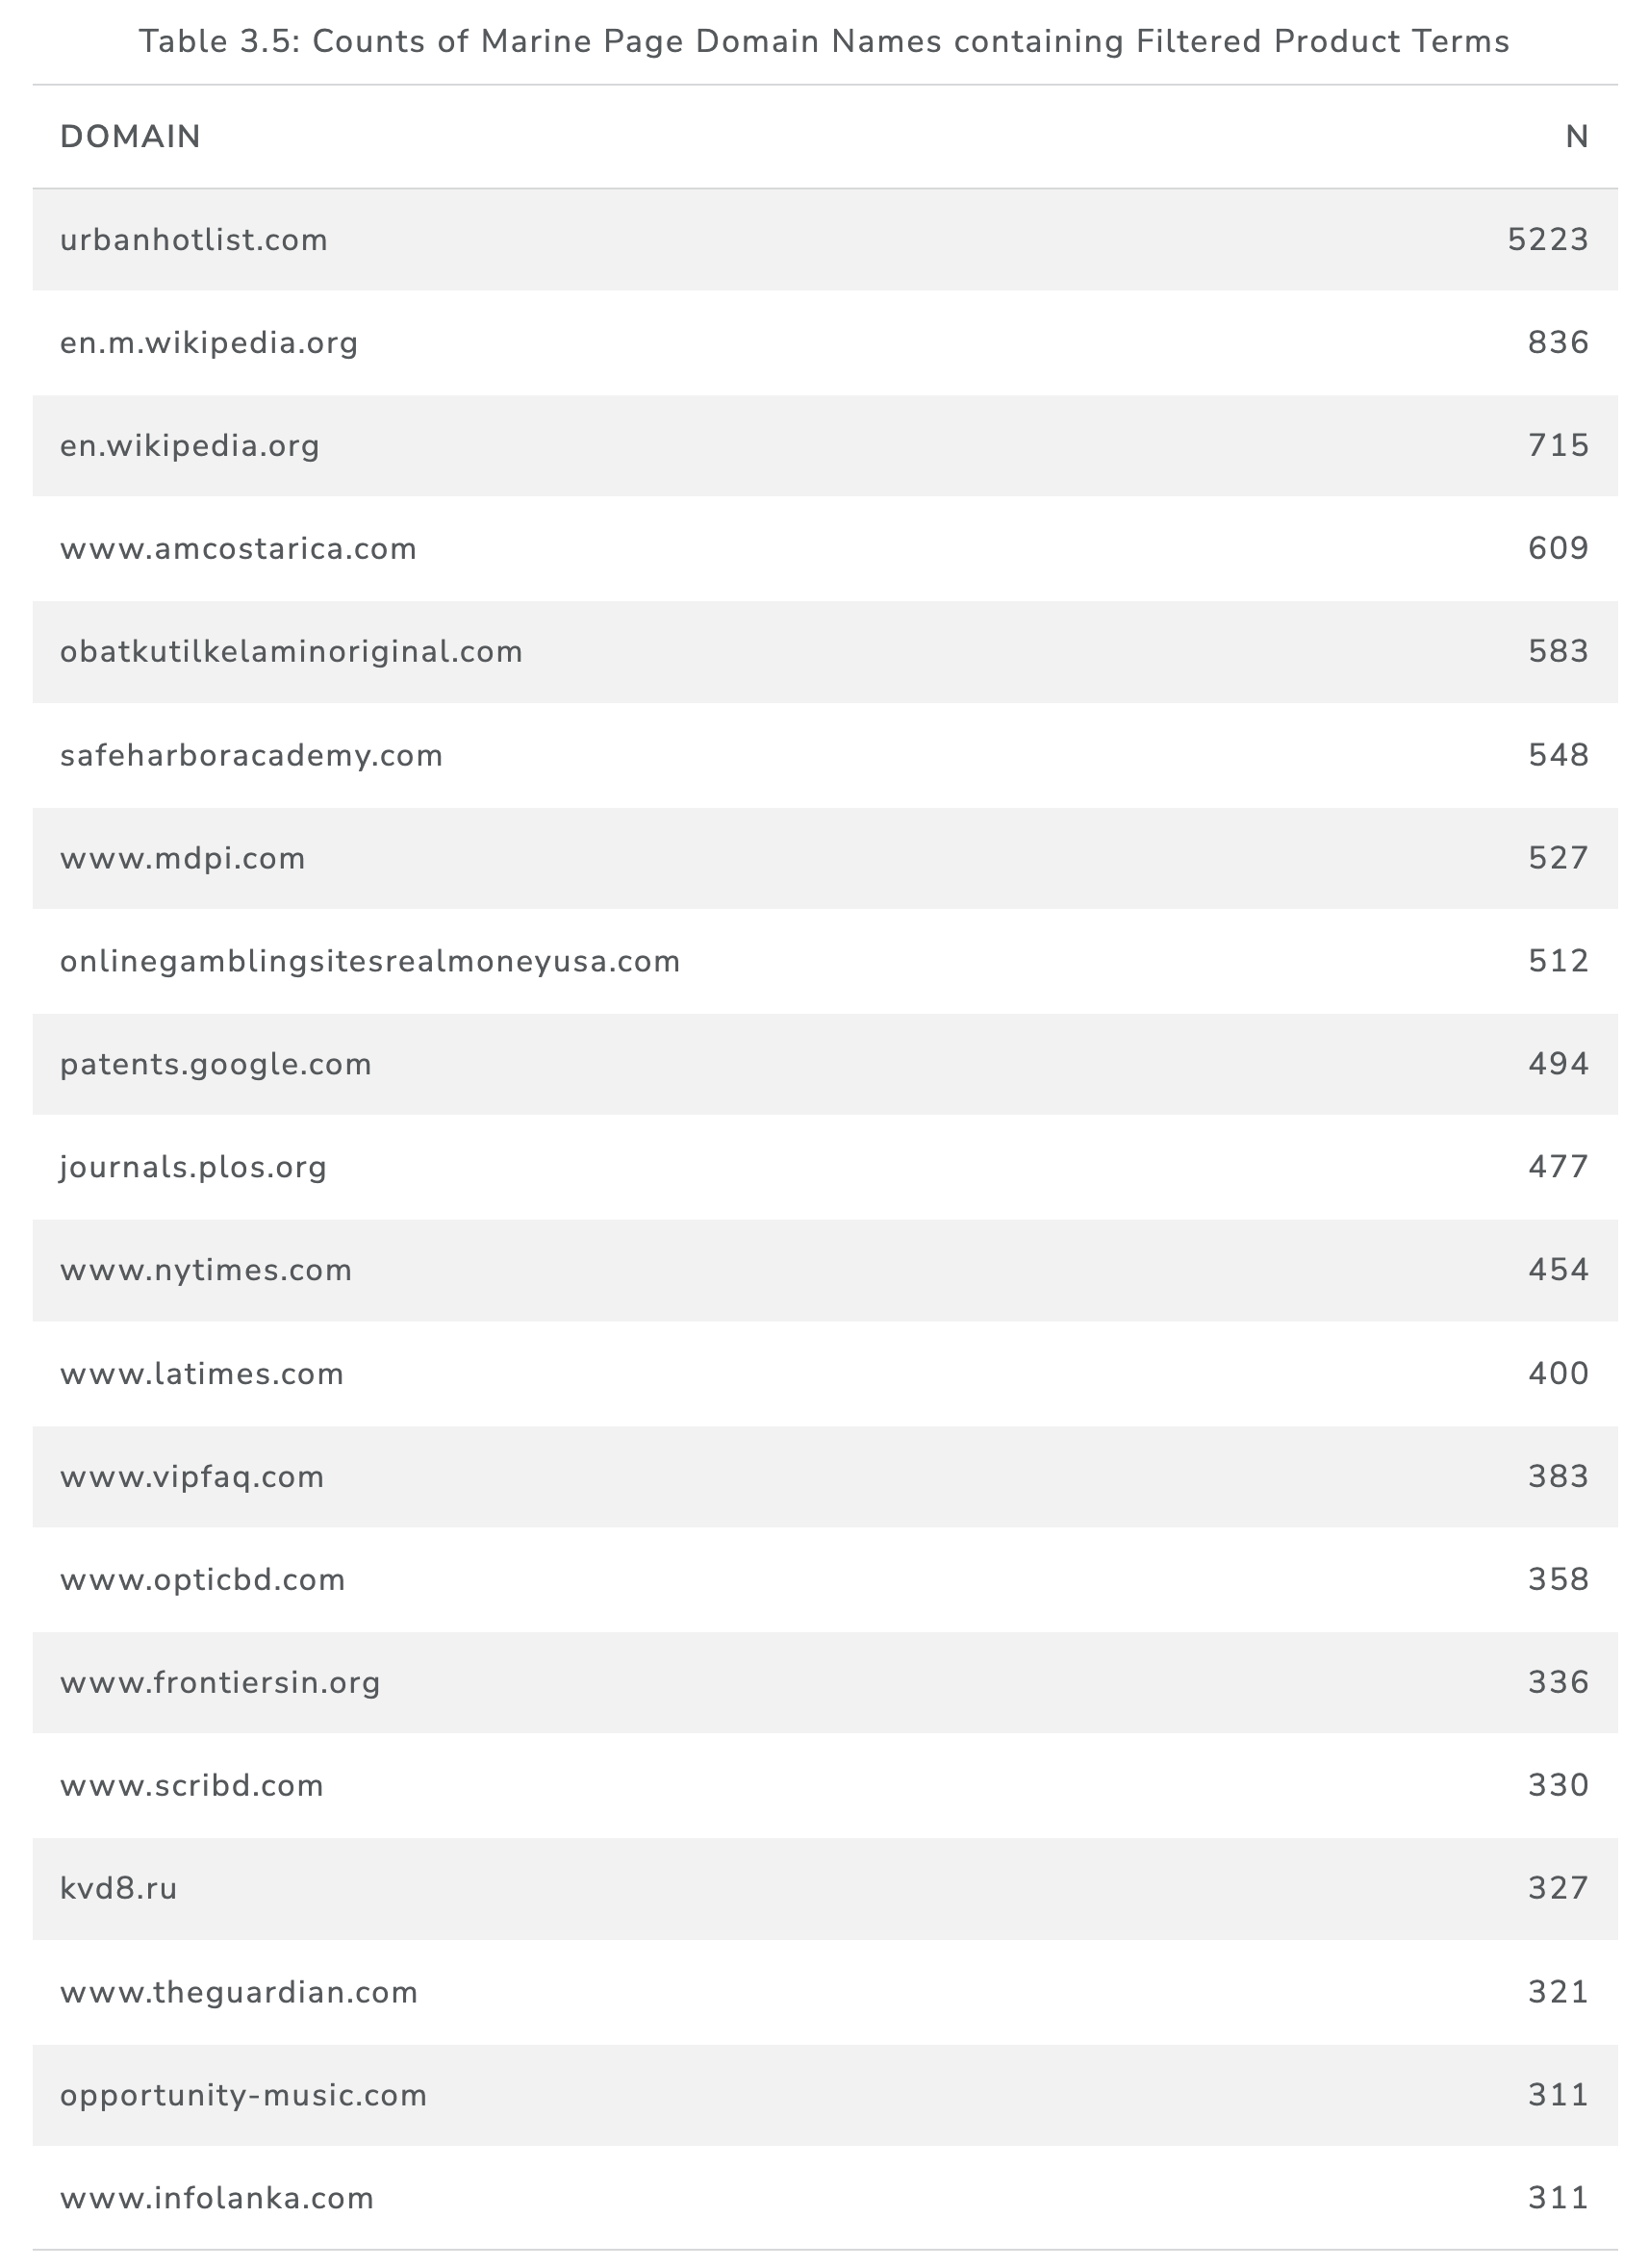 Table 3.5: Counts of Marine Page Domain Names containing Filtered Product Terms
DOMAIN N
urbanhotlist.com 5223
en.m.wikipedia.org 836
en.wikipedia.org 715
www.amcostarica.com 609
obatkutilkelaminoriginal.com 583
safeharboracademy.com 548
www.mdpi.com 527
onlinegamblingsitesrealmoneyusa.com 512
patents.google.com 494
journals.plos.org 477
www.nytimes.com 454
www.latimes.com 400
www.vipfaq.com 383
www.opticbd.com 358
www.frontiersin.org 336
www.scribd.com 330
kvd8.ru 327
www.theguardian.com 321
opportunity-music.com 311
www.infolanka.com 311